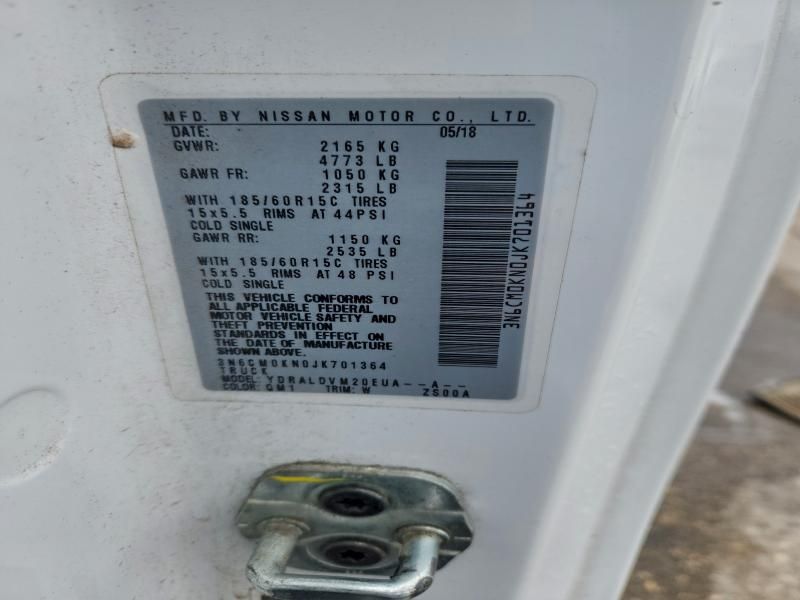 MFD. BY NISSAN MOTOR CO., LTD.
DATE: 05/18
GVWR: 2165 KG
4773 LB
GAWR FR: 1050 KG
2315 LB
WITH 185/60R15C TIRES
15x5.5 RIMS AT 44PSI
COLD SINGLE
GAWR RR: 1150 KG
2535 LB
WITH 185/60R15C TIRES
15x5.5 RIMS AT 48 PSI
COLD SINGLE
THIS VEHICLE CONFORMS TO
ALL APPLICABLE FEDERAL
MOTOR VEHICLE SAFETY AND
THEFT PREVENTION
STANDARDS IN EFFECT ON
THE DATE OF MANUFACTURE
SHOWN ABOVE.
3N6CM0KN0JK701364
TRUCK
MODEL: YDRALDVM20EUA--A--
COLOR: QM1 TRIM: W ZS00A
3N6CM0KN0JK701364